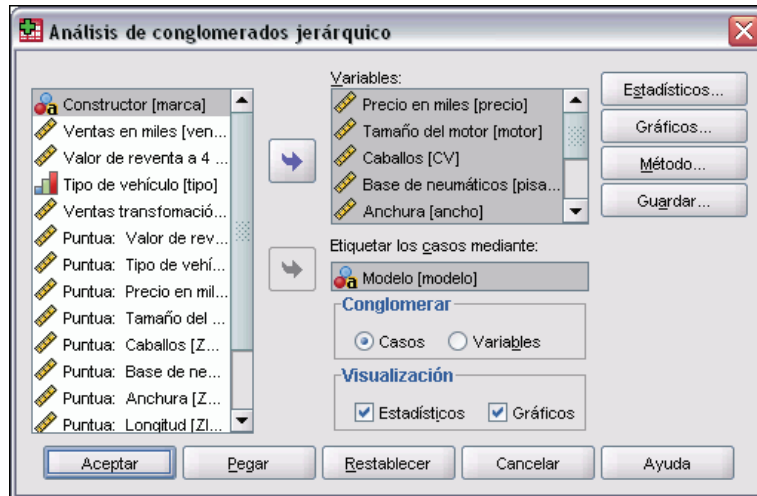 Análisis de conglomerados jerárquico
Constructor [marca]
Ventas en miles [ven...
Valor de reventa a 4 ...
Tipo de vehículo [tipo]
Ventas transfomació...
Puntua: Valor de rev...
Puntua: Tipo de vehí...
Puntua: Precio en mil...
Puntua: Tamaño del ...
Puntua: Caballos [Z...
Puntua: Base de ne...
Puntua: Anchura [Z...
Puntua: Longitud [Zl...
Variables:
Precio en miles [precio]
Tamaño del motor [motor]
Caballos [CV]
Base de neumáticos [pisa...
Anchura [ancho]
Etiquetar los casos mediante:
Modelo [modelo]
Conglomerar
Casos Variables
Visualización
Estadísticos Gráficos
Estadísticos...
Gráficos...
Método...
Guardar...
Aceptar Pegar Restablecer Cancelar Ayuda